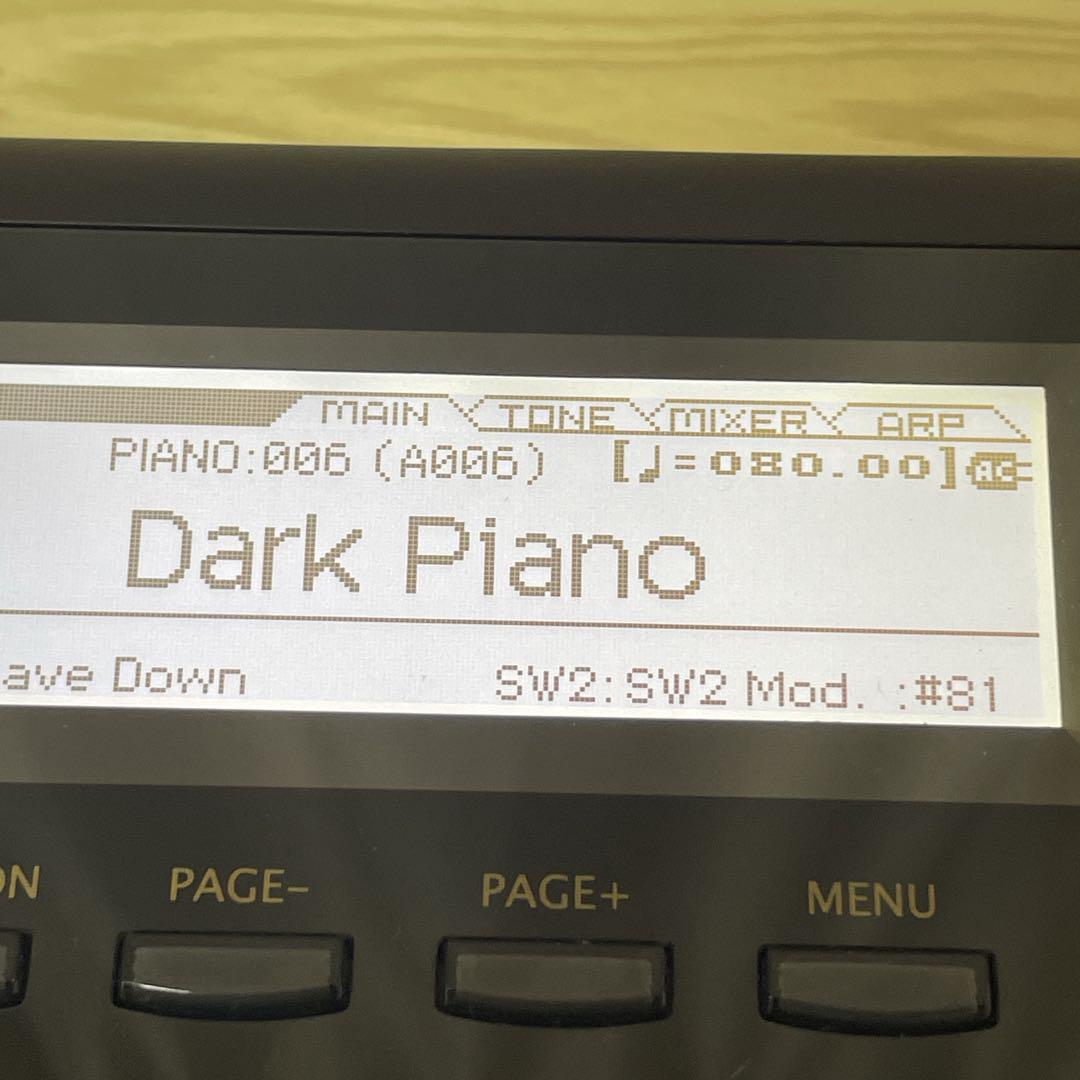 MAIN TONE MIXER ARP
PIANO:006 (A006) [♩=080.00] AC
Dark Piano
ave Down SW2:SW2 Mod. :#81
ON PAGE- PAGE+ MENU